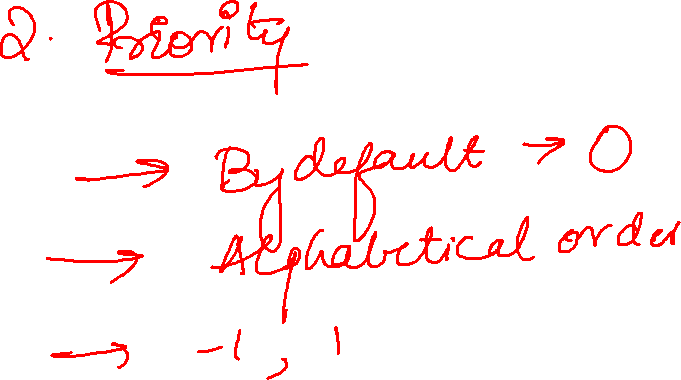 2. Priority
→ By default → 0
→ Alphabetical order
→ -1, 1